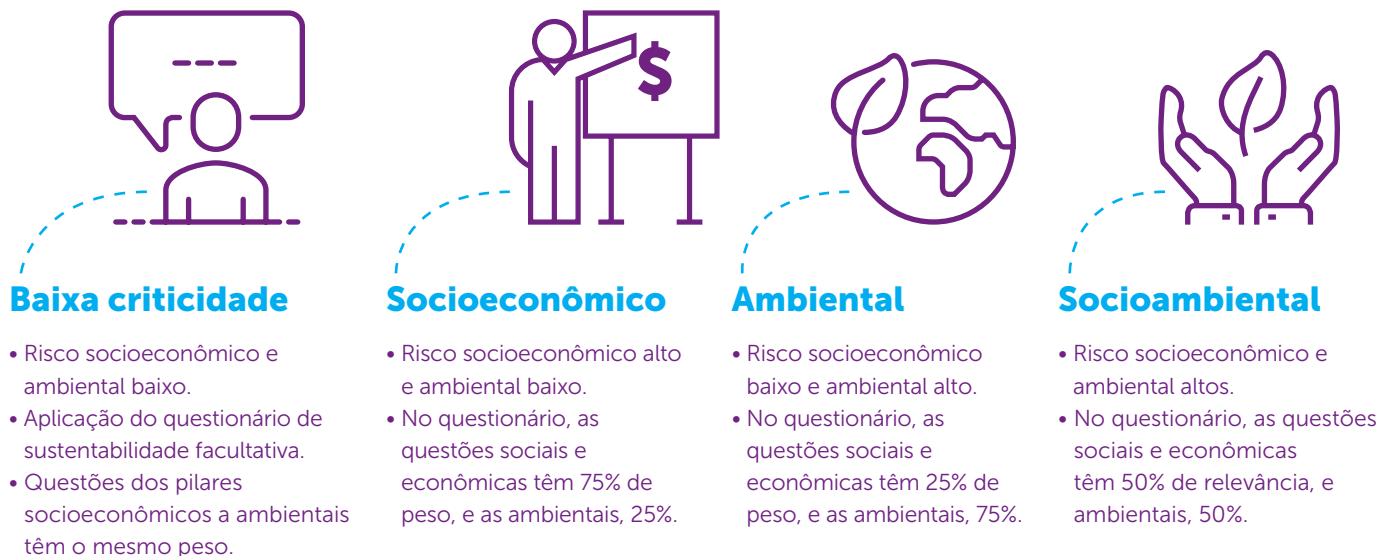 $
Baixa criticidade
• Risco socioeconômico e
ambiental baixo.
• Aplicação do questionário de
sustentabilidade facultativa.
• Questões dos pilares
socioeconômicos a ambientais
têm o mesmo peso.
Socioeconômico
• Risco socioeconômico alto
e ambiental baixo.
• No questionário, as
questões sociais e
econômicas têm 75% de
peso, e as ambientais, 25%.
Ambiental
• Risco socioeconômico
baixo e ambiental alto.
• No questionário, as
questões sociais e
econômicas têm 25% de
peso, e as ambientais, 75%.
Socioambiental
• Risco socioeconômico e
ambiental altos.
• No questionário, as questões
sociais e econômicas
têm 50% de relevância, e
ambientais, 50%.